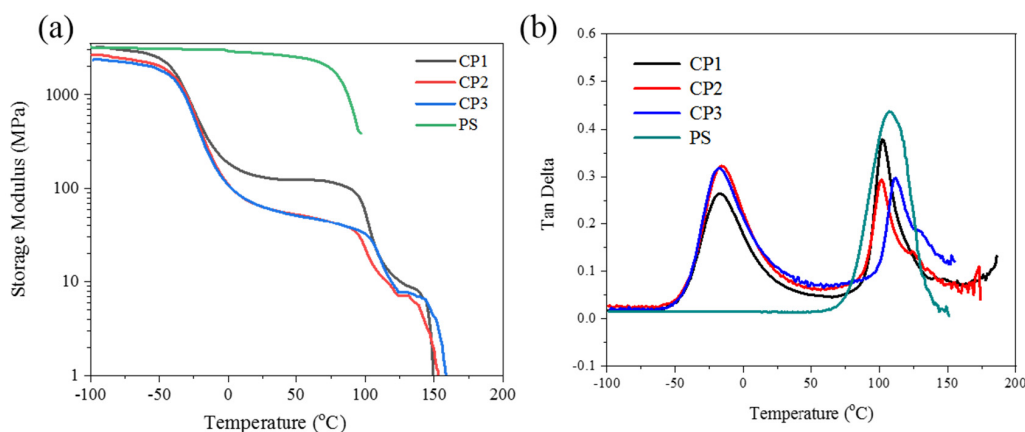 (a)
CP1
CP2
CP3
PS
Storage Modulus (MPa)
1000
100
10
1
-100 -50 0 50 100 150 200
Temperature (°C)
(b)
CP1
CP2
CP3
PS
Tan Delta
0.6
0.5
0.4
0.3
0.2
0.1
0.0
-0.1
-100 -50 0 50 100 150 200
Temperature (°C)